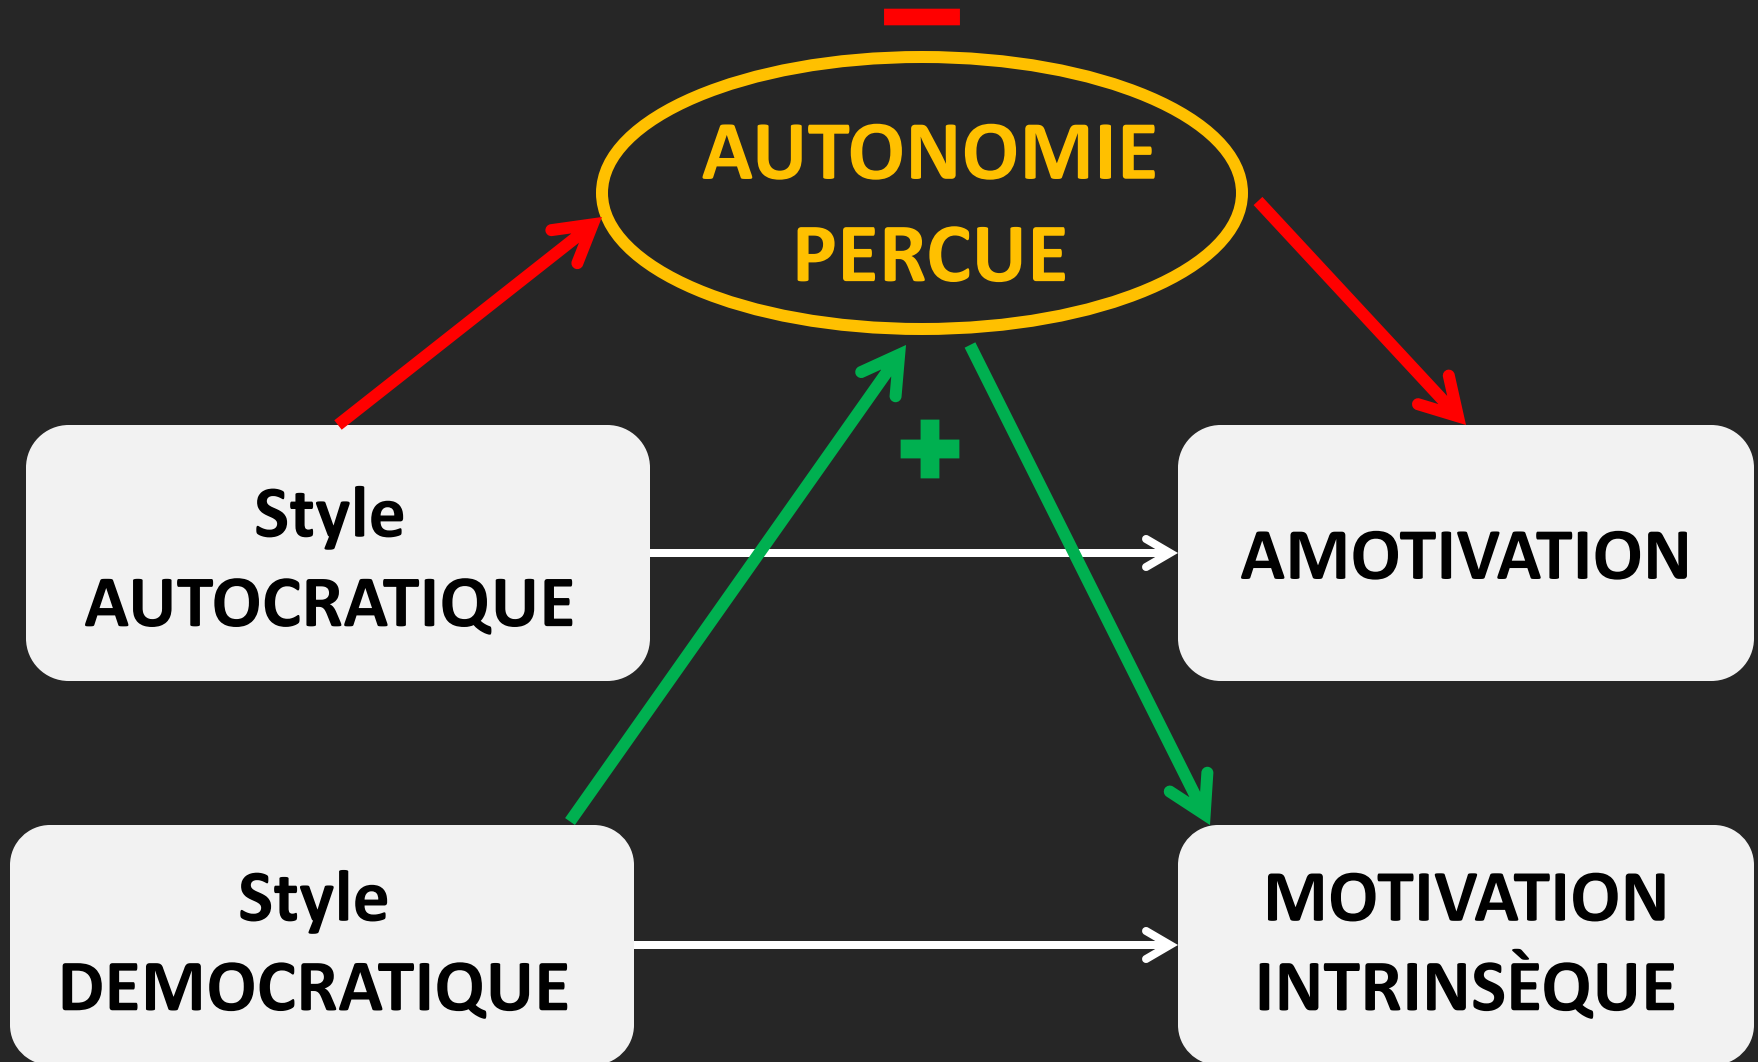 AUTONOMIE
PERCUE
Style
AUTOCRATIQUE
AMOTIVATION
Style
DEMOCRATIQUE
MOTIVATION
INTRINSÈQUE